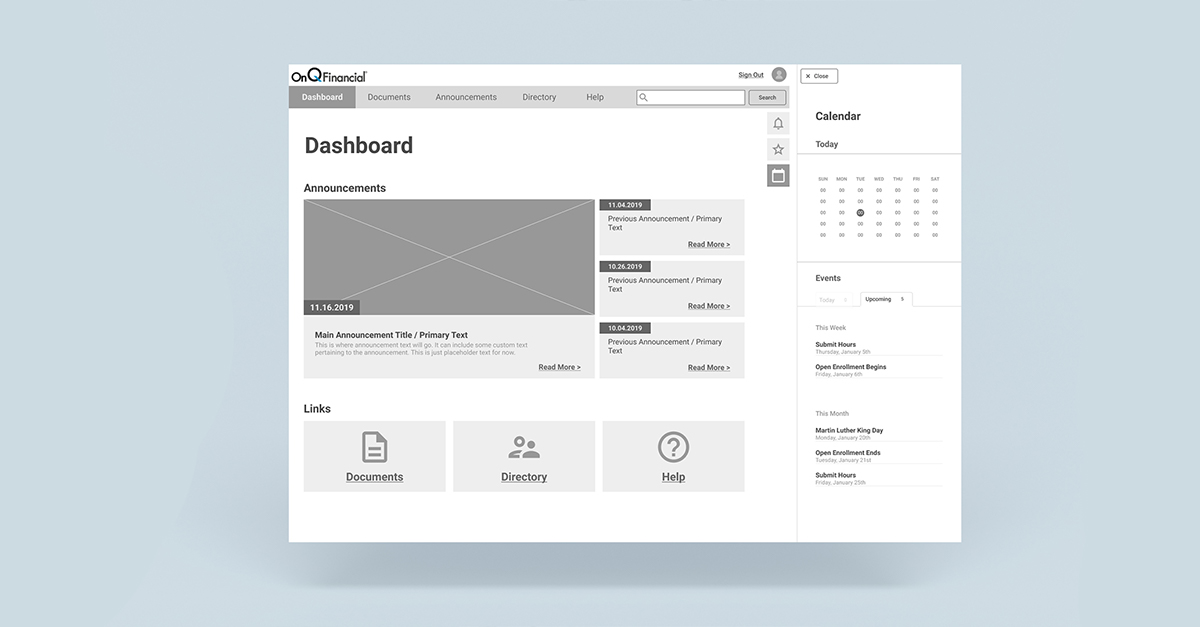 OnQFinancial
Sign Out
Close
Dashboard
Documents
Announcements
Directory
Help
Search
Dashboard
Announcements
11.16.2019
Main Announcement Title / Primary Text
This is where announcement text will go. It can include some custom text
pertaining to the announcement. This is just placeholder text for now.
Read More >
11.04.2019
Previous Announcement / Primary
Text
Read More >
10.26.2019
Previous Announcement / Primary
Text
Read More >
10.04.2019
Previous Announcement / Primary
Text
Read More >
Links
Documents
Directory
Help
Calendar
Today
SUN MON TUE WED THU FRI SAT
00 00 00 00 00 00 00
00 00 00 00 00 00 00
00 00 00 00 00 00 00
00 00 00 00 00 00 00
00 00 00 00 00 00 00
Events
Today
Upcoming 5
This Week
Submit Hours
Thursday, January 5th
Open Enrollment Begins
Friday, January 6th
This Month
Martin Luther King Day
Monday, January 20th
Open Enrollment Ends
Tuesday, January 21st
Submit Hours
Friday, January 25th